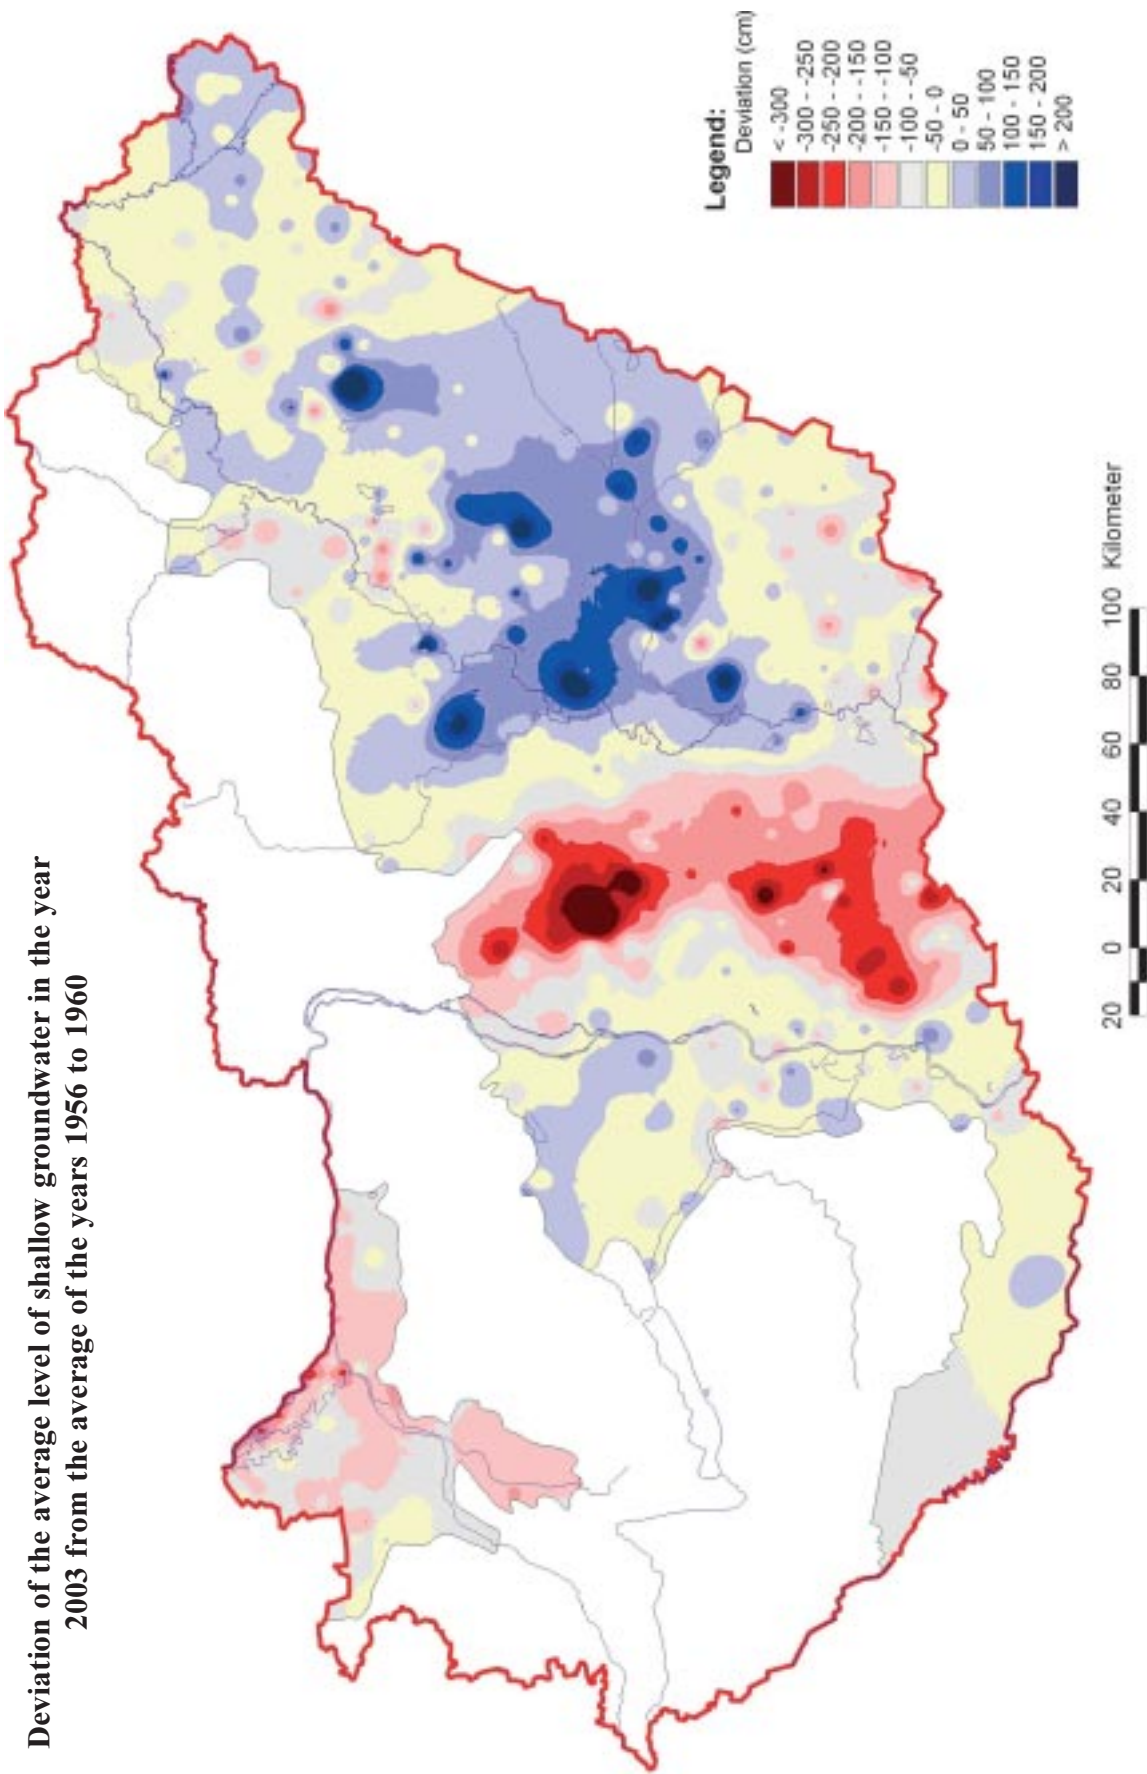 Deviation of the average level of shallow groundwater in the year
2003 from the average of the years 1956 to 1960
Legend:
Deviation (cm)
< -300
-300 - -250
-250 - -200
-200 - -150
-150 - -100
-100 - -50
-50 - 0
0 - 50
50 - 100
100 - 150
150 - 200
> 200
20 0 20 40 60 80 100 Kilometer